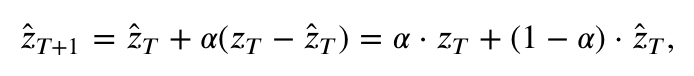 ẑ_{T+1} = ẑ_T + α(z_T − ẑ_T) = α · z_T + (1 − α) · ẑ_T,